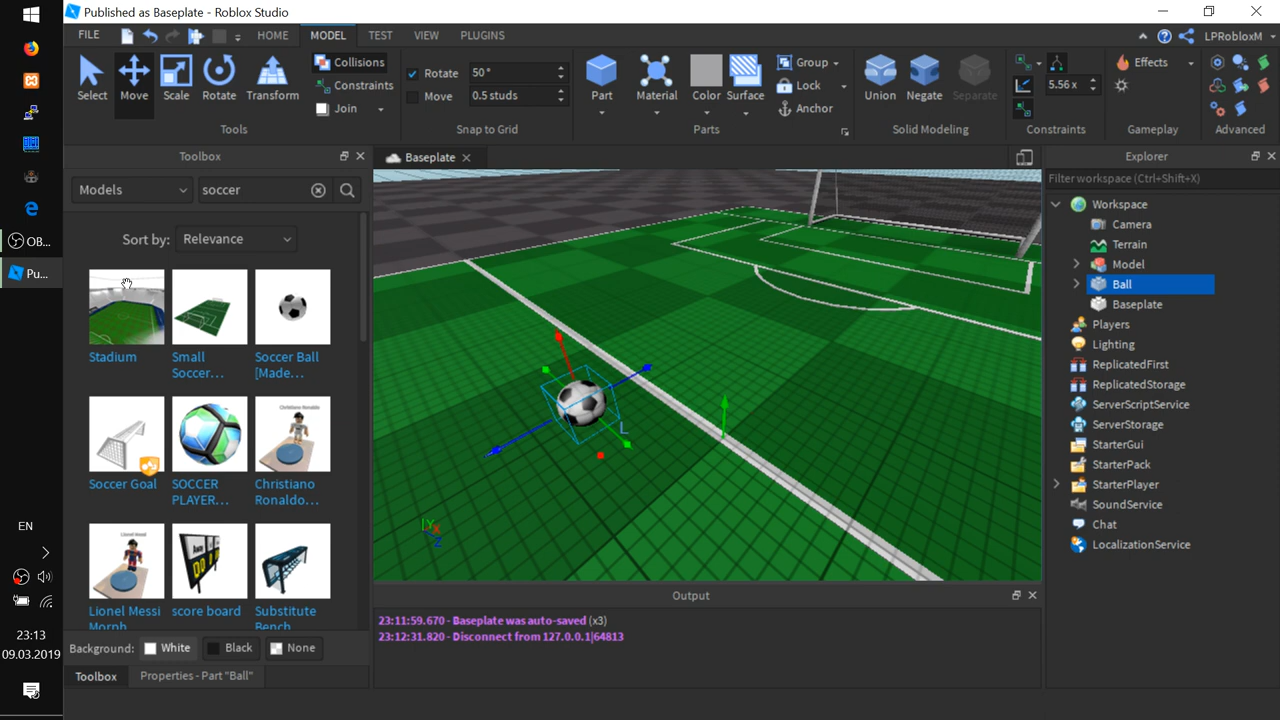 Published as Baseplate - Roblox Studio
FILE
HOME
MODEL
TEST
VIEW
PLUGINS
LPRobloxM
Select
Move
Scale
Rotate
Transform
Tools
Collisions
Constraints
Join
Rotate
50°
Move
0.5 studs
Snap to Grid
Part
Material
Color
Surface
Group
Lock
Anchor
Parts
Union
Negate
Separate
Solid Modeling
5.56 x
Constraints
Effects
Gameplay
Advanced
Toolbox
Models
soccer
Sort by:
Relevance
Stadium
Small
Soccer...
Soccer Ball
[Made...
Soccer Goal
SOCCER
PLAYER...
Christiano Ronaldo
Christiano
Ronaldo...
Lionel Messi
Lionel Messi
Morph
score board
Substitute
Bench
Background:
White
Black
None
Toolbox
Properties - Part "Ball"
Baseplate
L
Y
X
Z
Output
23:11:59.670 - Baseplate was auto-saved (x3)
23:12:31.820 - Disconnect from 127.0.0.1|64813
Explorer
Filter workspace (Ctrl+Shift+X)
Workspace
Camera
Terrain
Model
Ball
Baseplate
Players
Lighting
ReplicatedFirst
ReplicatedStorage
ServerScriptService
ServerStorage
StarterGui
StarterPack
StarterPlayer
SoundService
Chat
LocalizationService
OB...
Pu...
EN
23:13
09.03.2019